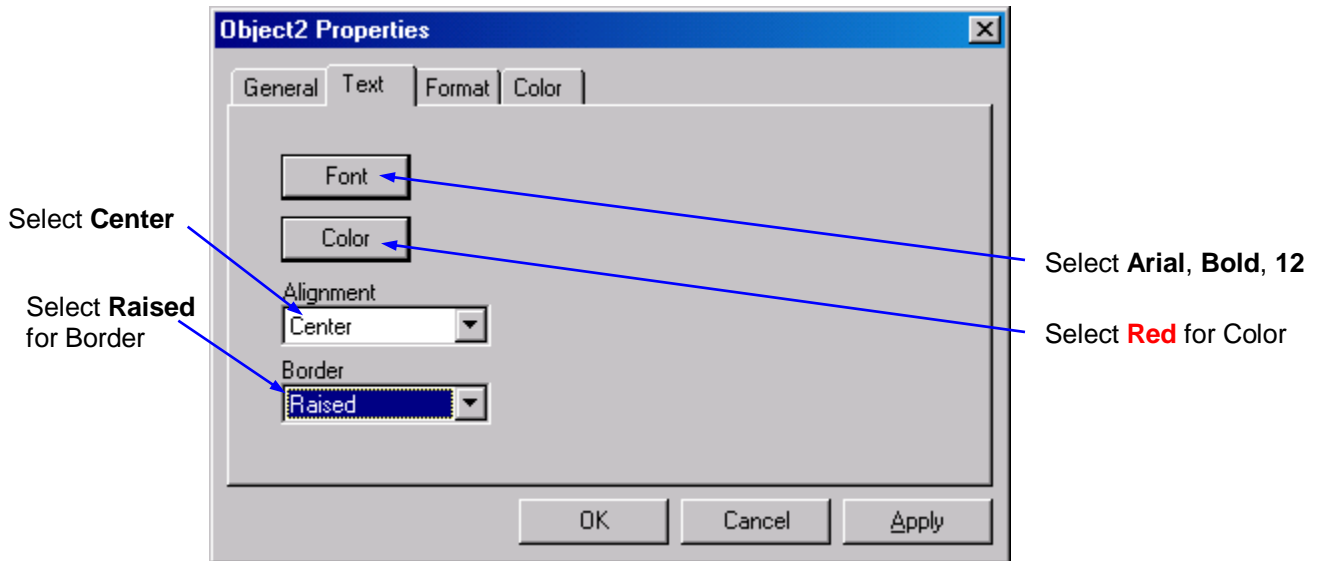 Object2 Properties
General Text Format Color
Font
Color
Select Center
Alignment
Center
Select Raised
for Border
Border
Raised
Select Arial, Bold, 12
Select Red for Color
OK Cancel Apply